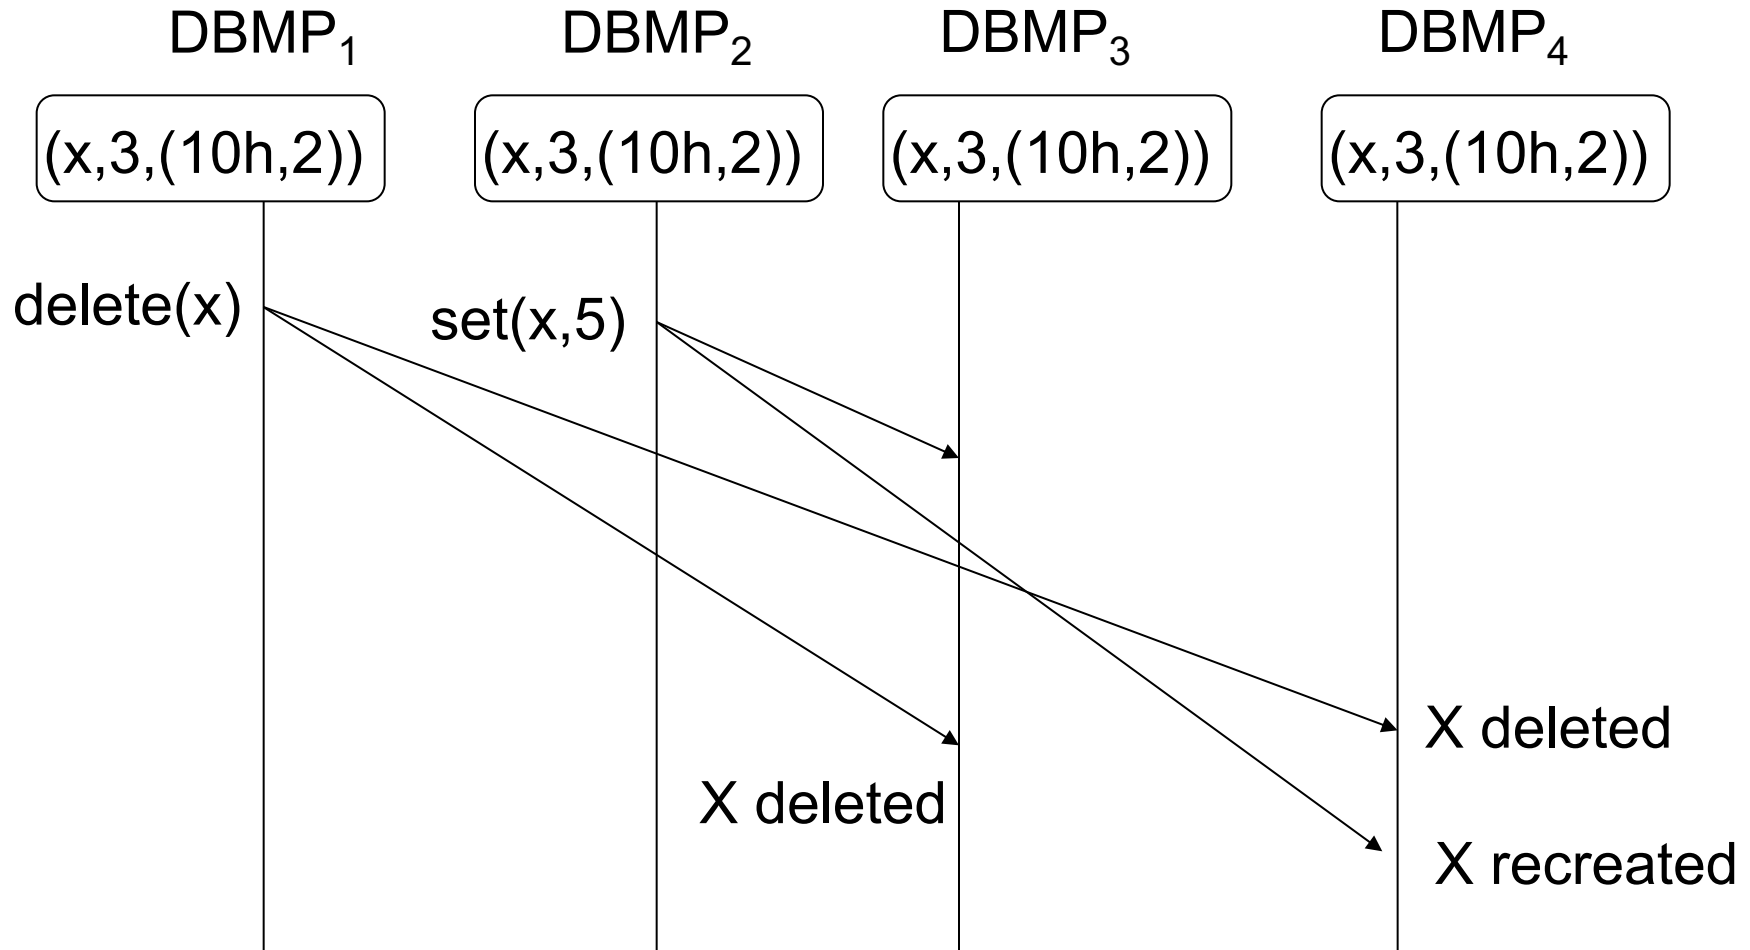 DBMP₁
DBMP₂
DBMP₃
DBMP₄
(x,3,(10h,2))
(x,3,(10h,2))
(x,3,(10h,2))
(x,3,(10h,2))
delete(x)
set(x,5)
X deleted
X deleted
X recreated